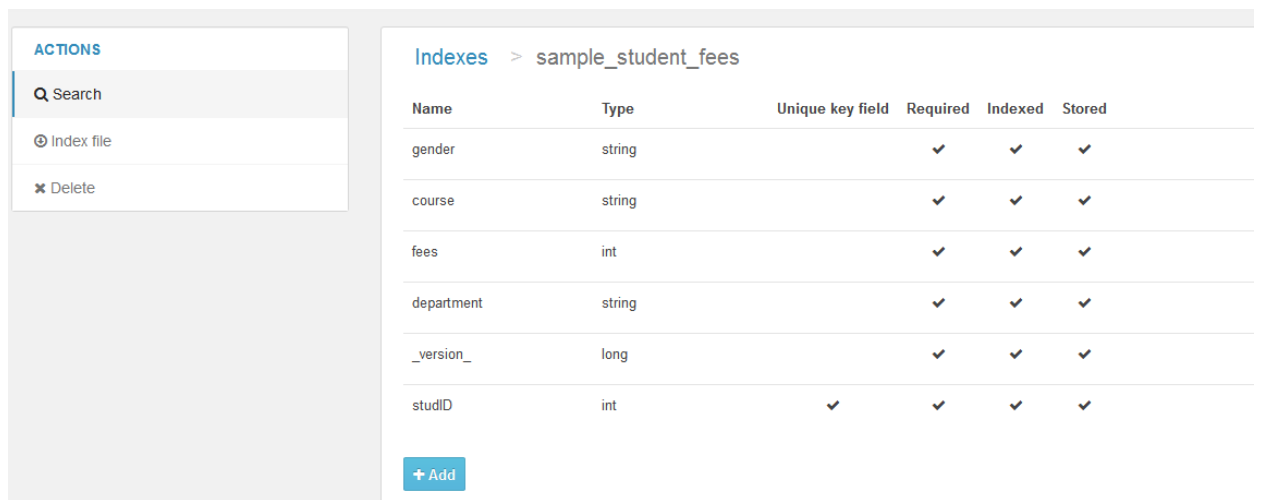 ACTIONS
Search
Index file
Delete
Indexes > sample_student_fees
Name Type Unique key field Required Indexed Stored
gender string ✔ ✔ ✔
course string ✔ ✔ ✔
fees int ✔ ✔ ✔
department string ✔ ✔ ✔
_version_ long ✔ ✔ ✔
studID int ✔ ✔ ✔ ✔
+ Add